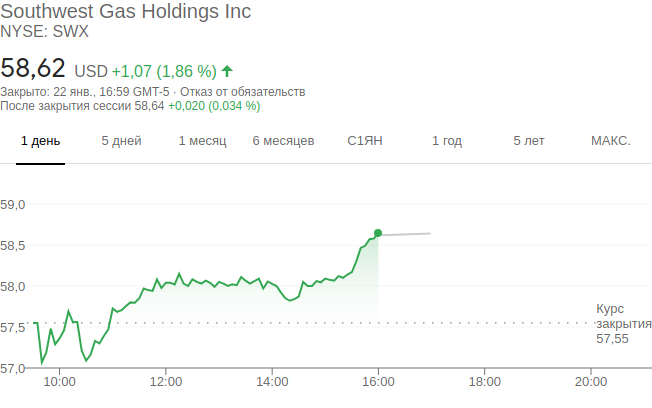 Southwest Gas Holdings Inc
NYSE: SWX
58,62 USD +1,07 (1,86 %)
Закрыто: 22 янв., 16:59 GMT-5 · Отказ от обязательств
После закрытия сессии 58,64 +0,020 (0,034 %)
1 день 5 дней 1 месяц 6 месяцев С1ЯН 1 год 5 лет МАКС.
59,0
58,5
58,0
57,5
57,0
Курс
закрытия
57,55
10:00 12:00 14:00 16:00 18:00 20:00